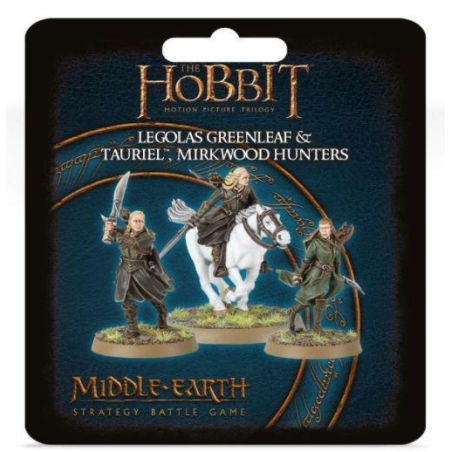 THE
HOBBIT
MOTION PICTURE TRILOGY
LEGOLAS GREENLEAF &
TAURIEL™, MIRKWOOD HUNTERS
MIDDLE-EARTH
STRATEGY BATTLE GAME